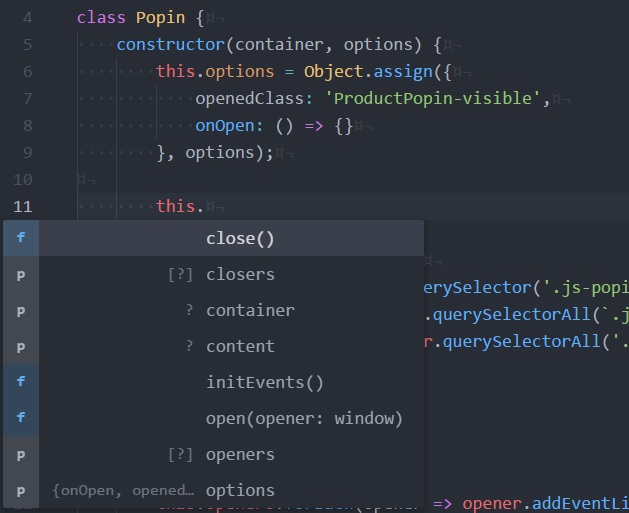 4 class Popin {
5 constructor(container, options) {
6 this.options = Object.assign({
7 openedClass: 'ProductPopin-visible',
8 onOpen: () => {}
9 }, options);
10
11 this.
f close()
p [?] closers
erySelector('.js-popi
p ? container
.querySelectorAll(`.j
p ? content
r.querySelectorAll('.
f initEvents()
f open(opener: window)
p [?] openers
p {onOpen, opened… options
=> opener.addEventLi